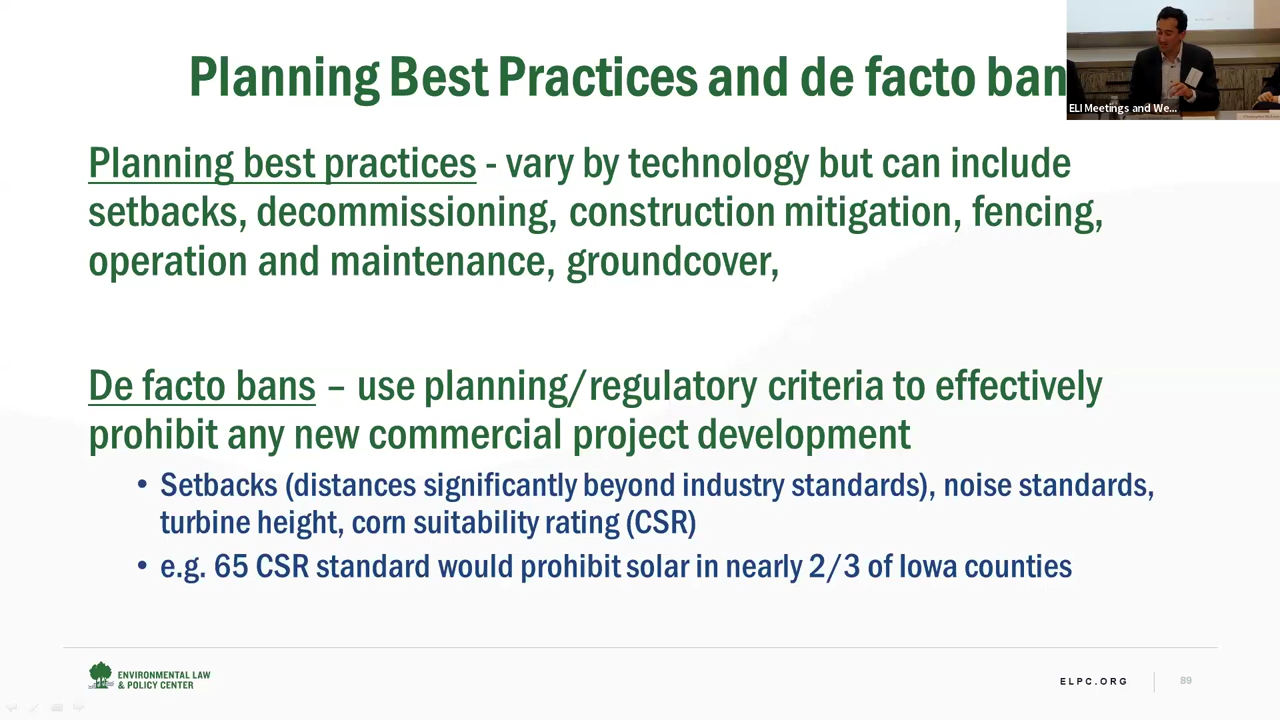 Planning Best Practices and de facto ban
ELI Meetings and We...
Planning best practices - vary by technology but can include
setbacks, decommissioning, construction mitigation, fencing,
operation and maintenance, groundcover,
De facto bans – use planning/regulatory criteria to effectively
prohibit any new commercial project development
• Setbacks (distances significantly beyond industry standards), noise standards,
turbine height, corn suitability rating (CSR)
• e.g. 65 CSR standard would prohibit solar in nearly 2/3 of Iowa counties
ENVIRONMENTAL LAW
& POLICY CENTER
ELPC.ORG
89